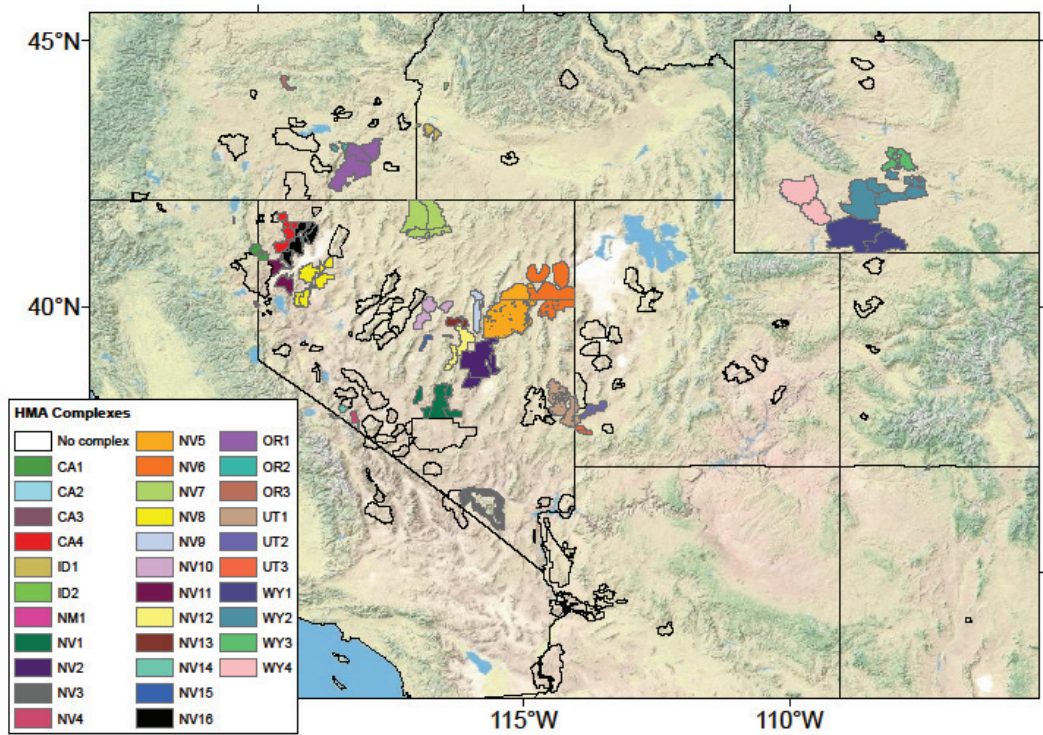 45°N
40°N
HMA Complexes
No complex
NV5
OR1
CA1
NV6
OR2
CA2
NV7
OR3
CA3
NV8
UT1
CA4
NV9
UT2
ID1
NV10
UT3
ID2
NV11
WY1
NM1
NV12
WY2
NV1
NV13
WY3
NV2
NV14
WY4
NV3
NV15
NV4
NV16
115°W
110°W